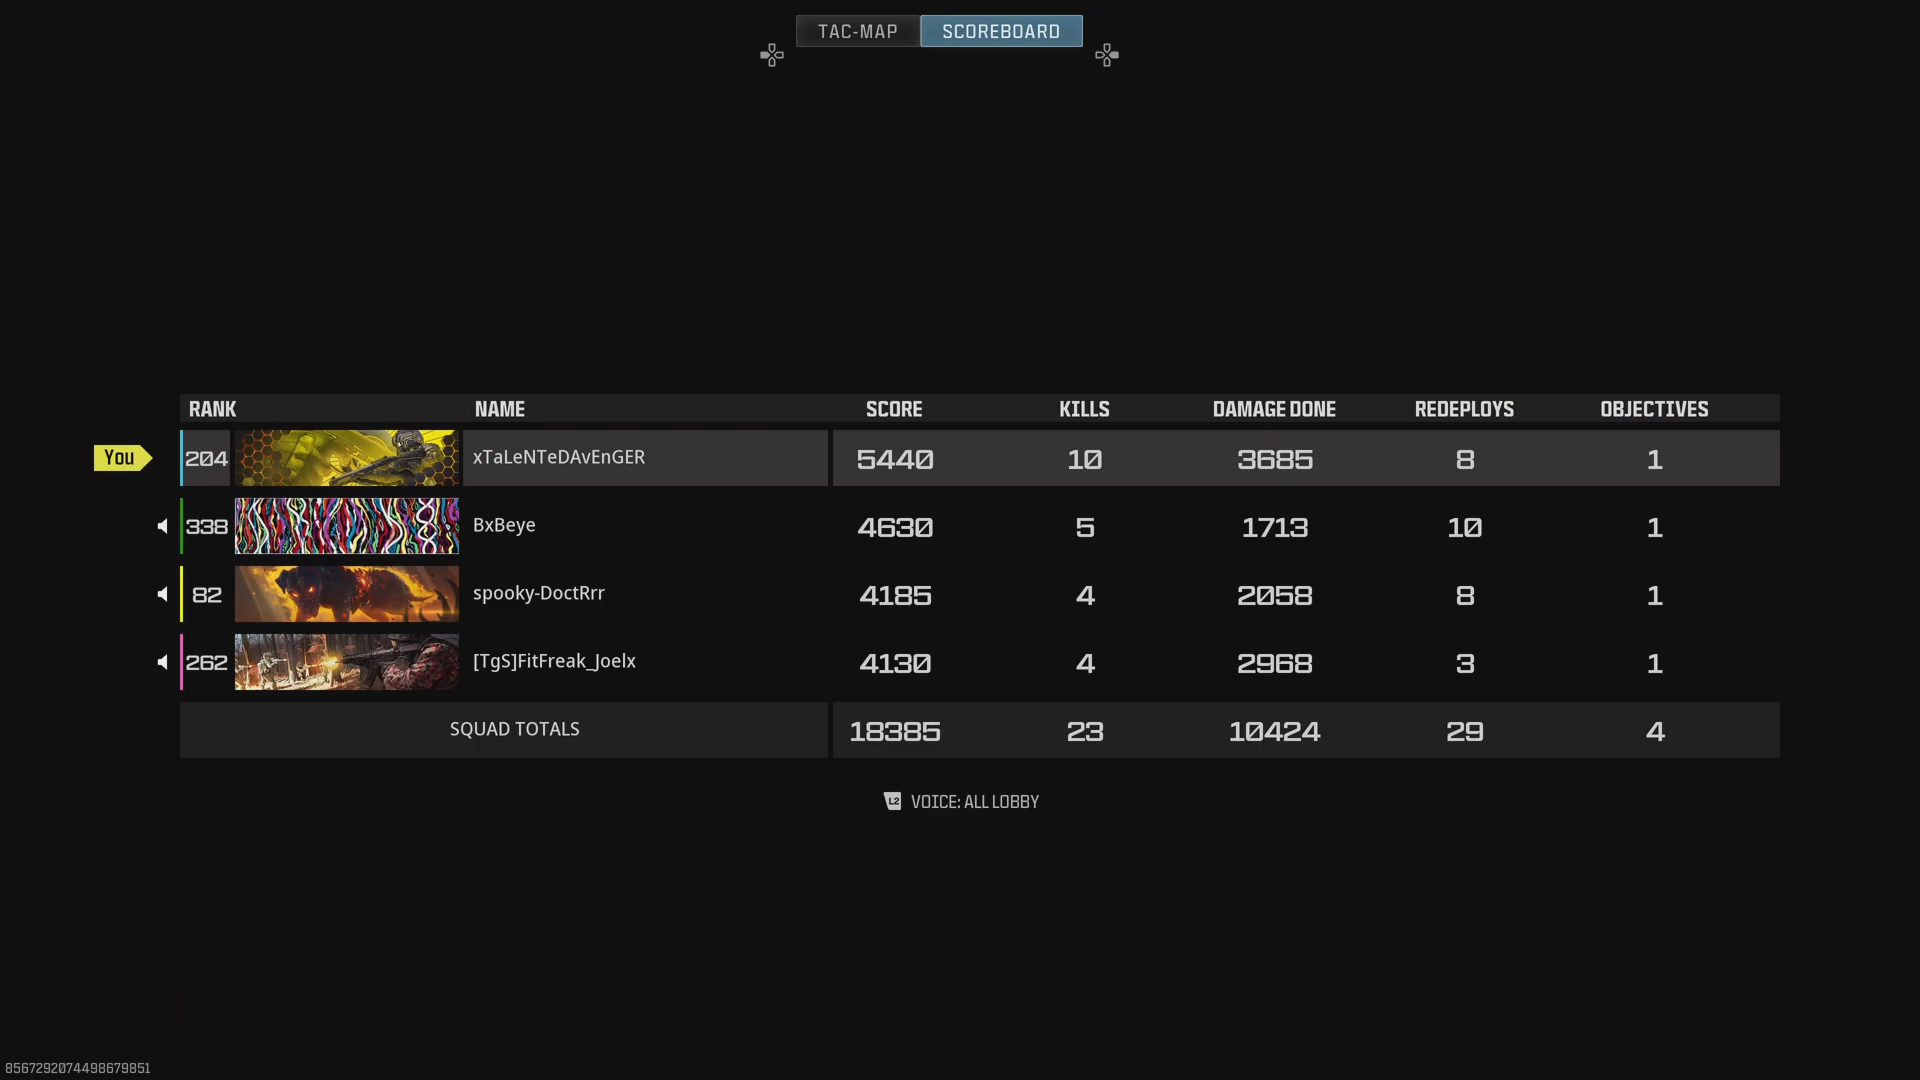 TAC-MAP SCOREBOARD
RANK NAME SCORE KILLS DAMAGE DONE REDEPLOYS OBJECTIVES
You 204 xTaLeNTeDAvEnGER 5440 10 3685 8 1
338 BxBeye 4630 5 1713 10 1
82 spooky-DoctRrr 4185 4 2058 8 1
262 [TgS]FitFreak_Joelx 4130 4 2968 3 1
SQUAD TOTALS 18385 23 10424 29 4
L2 VOICE: ALL LOBBY
8567292074498679851